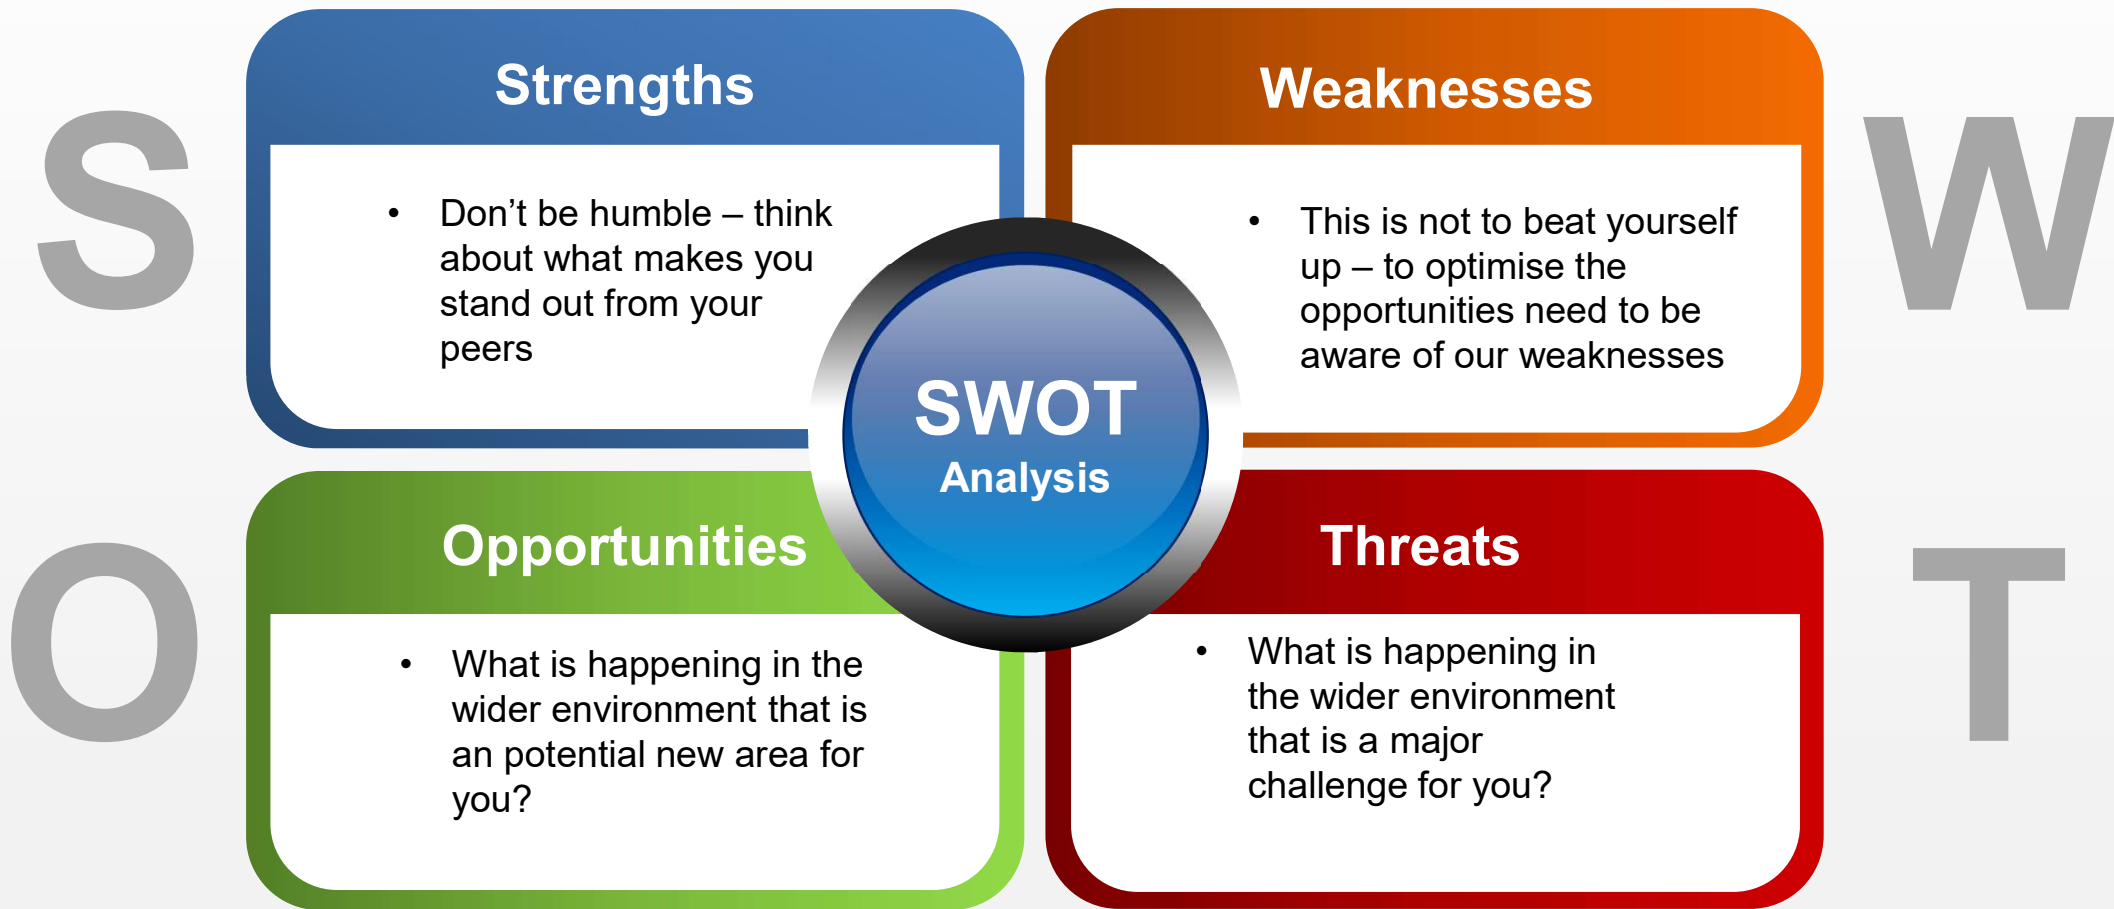 S
Strengths
• Don’t be humble – think
about what makes you
stand out from your
peers
Weaknesses
• This is not to beat yourself
up – to optimise the
opportunities need to be
aware of our weaknesses
W
SWOT
Analysis
O
Opportunities
• What is happening in the
wider environment that is
an potential new area for
you?
Threats
• What is happening in
the wider environment
that is a major
challenge for you?
T